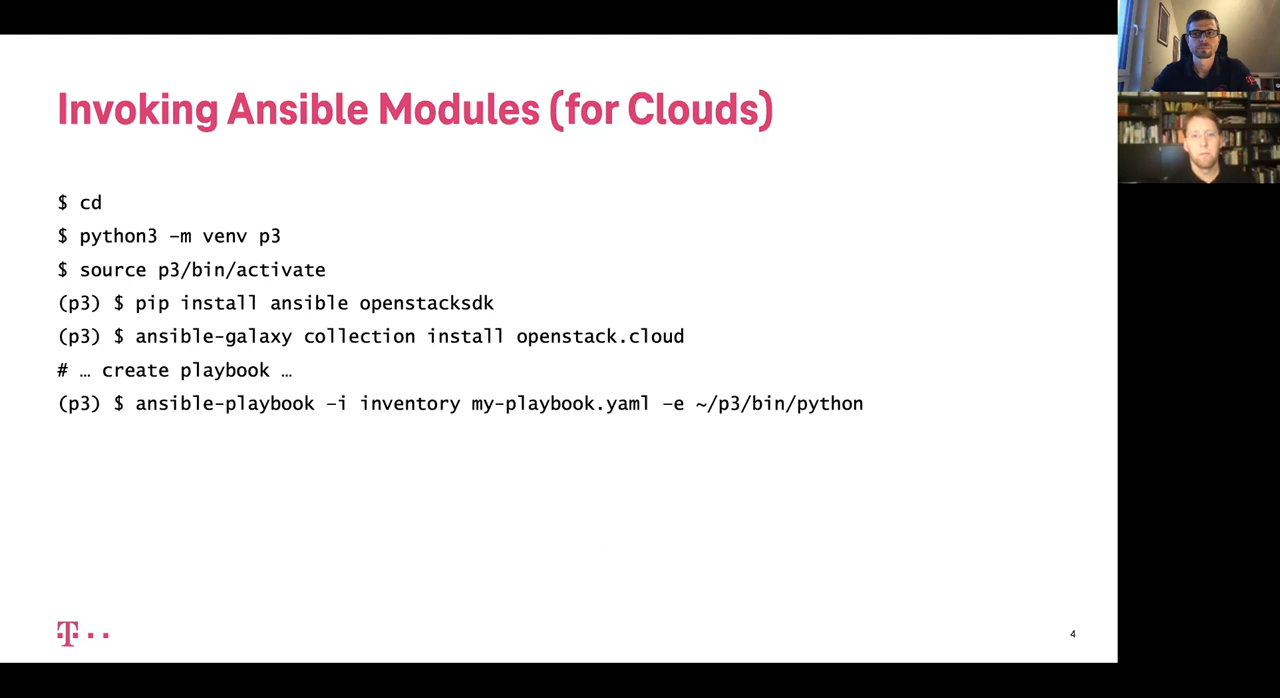 Invoking Ansible Modules (for Clouds)
$ cd
$ python3 –m venv p3
$ source p3/bin/activate
(p3) $ pip install ansible openstacksdk
(p3) $ ansible-galaxy collection install openstack.cloud
# … create playbook …
(p3) $ ansible-playbook –i inventory my-playbook.yaml –e ~/p3/bin/python
T
4